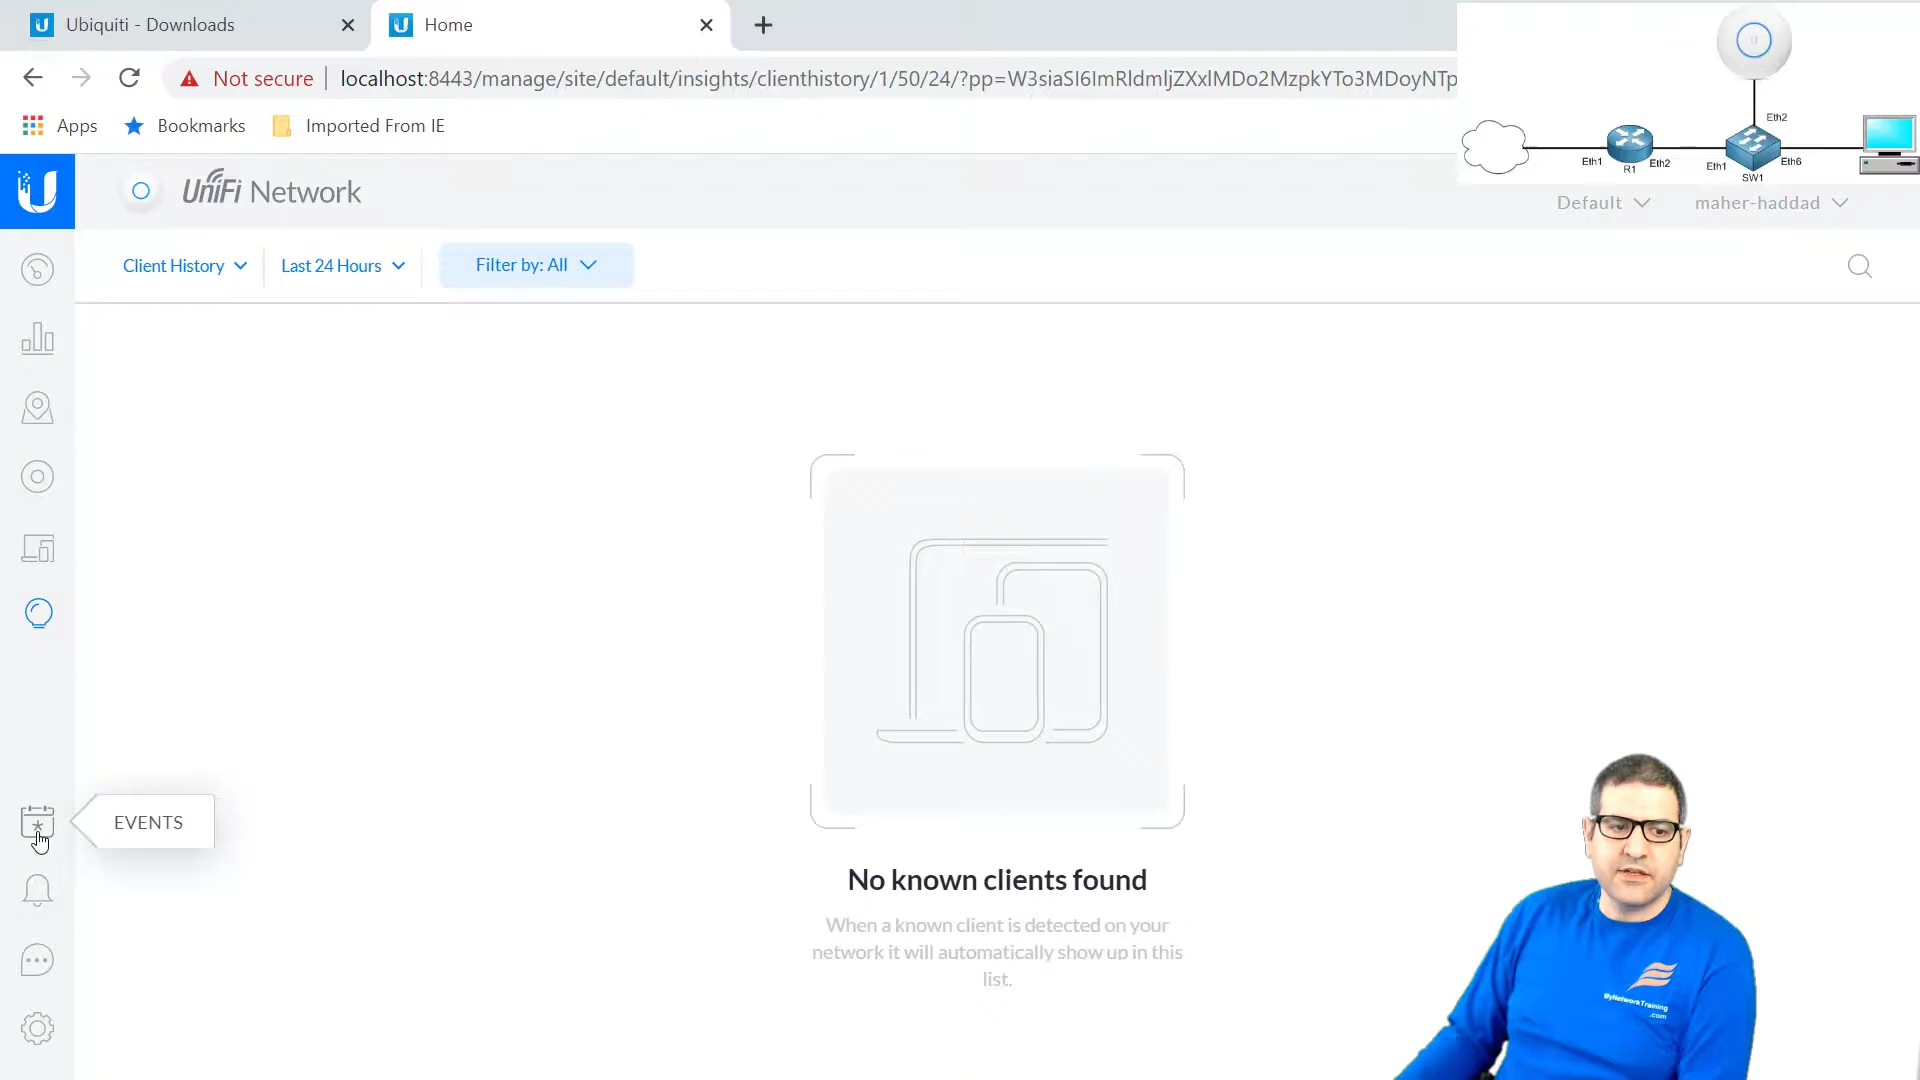 Ubiquiti - Downloads
Home
Not secure
localhost:8443/manage/site/default/insights/clienthistory/1/50/24/?pp=W3siaSI6ImRldmljZXxlMDo2MzpkYTo3MDoyNTp
Apps
Bookmarks
Imported From IE
Eth2
Eth1
R1
Eth2
Eth1
SW1
Eth6
UniFi Network
Default
maher-haddad
Client History
Last 24 Hours
Filter by: All
EVENTS
No known clients found
When a known client is detected on your
network it will automatically show up in this
list.
MyNetworkTraining
.com